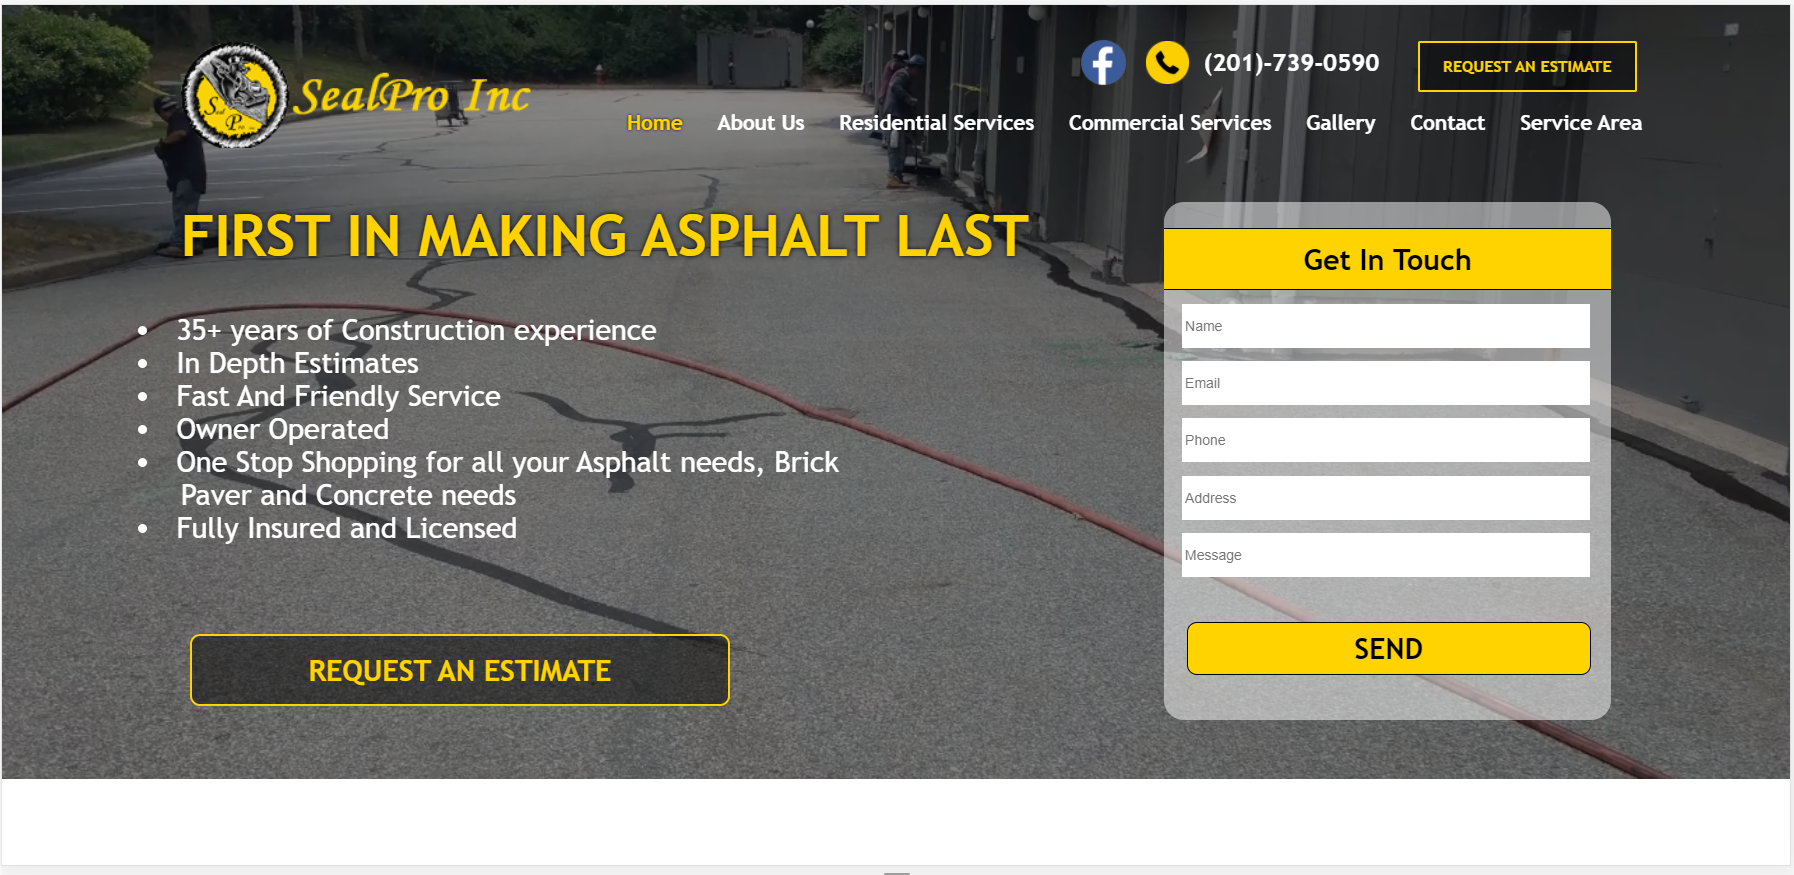 SealPro Inc
(201)-739-0590
REQUEST AN ESTIMATE
Home About Us Residential Services Commercial Services Gallery Contact Service Area
FIRST IN MAKING ASPHALT LAST
• 35+ years of Construction experience
• In Depth Estimates
• Fast And Friendly Service
• Owner Operated
• One Stop Shopping for all your Asphalt needs, Brick
Paver and Concrete needs
• Fully Insured and Licensed
REQUEST AN ESTIMATE
Get In Touch
Name
Email
Phone
Address
Message
SEND